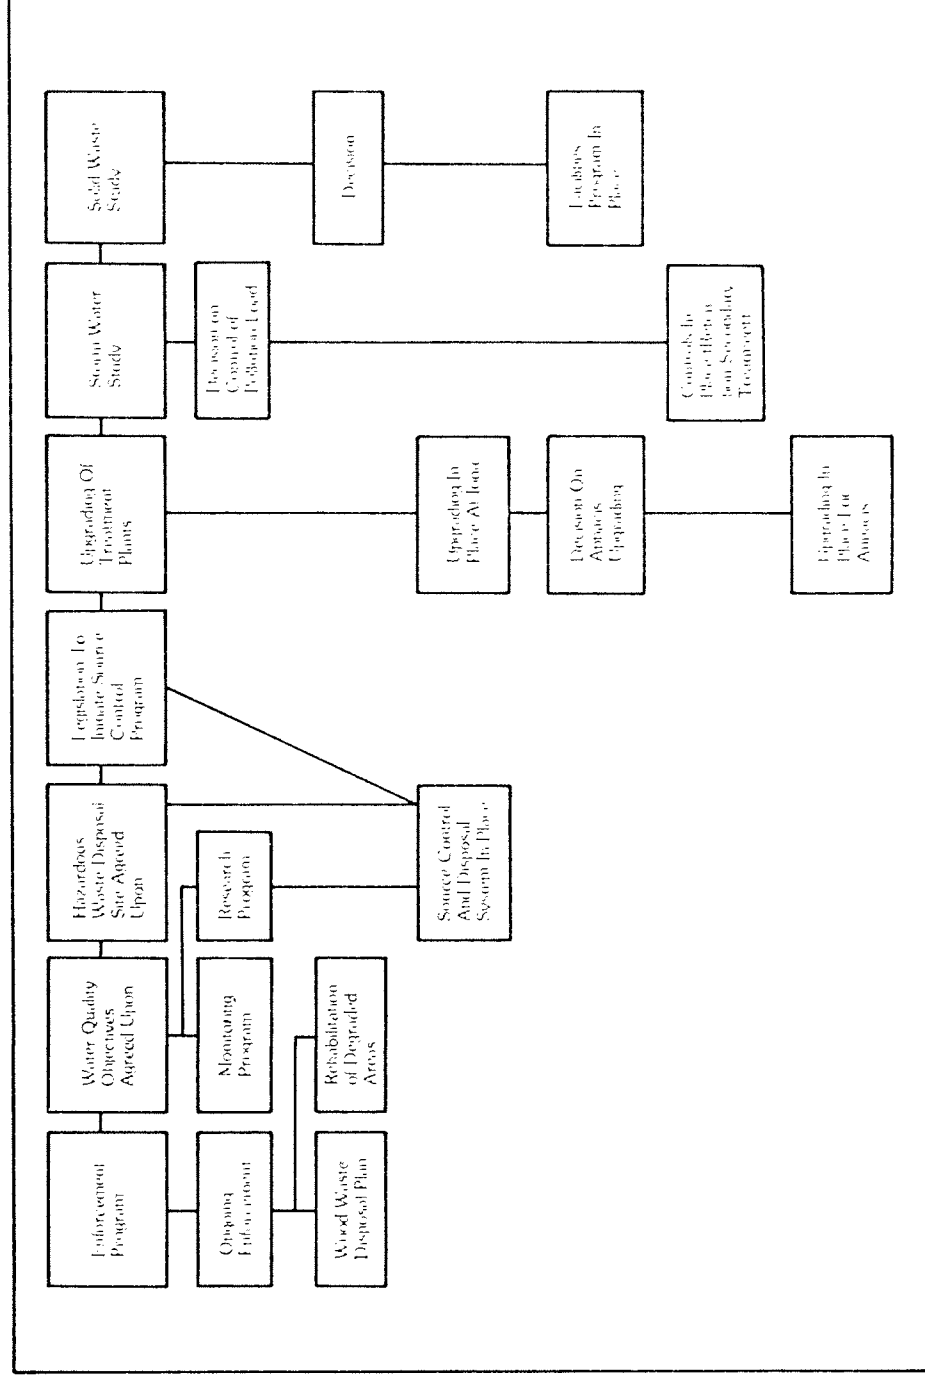 Enforcement
Program
Water Quality
Objectives
Agreed Upon
Hazardous
Waste Disposal
Site Agreed
Upon
Legislation To
Initiate Source
Control
Program
Upgrading Of
Treatment
Plants
Storm Water
Study
Solid Waste
Study
Ongoing
Enforcement
Monitoring
Program
Research
Program
Decision on
Control of
Pollution Load
Wood Waste
Disposal Plan
Rehabilitation
of Degraded
Areas
Decision
Source Control
And Disposal
System In Place
Upgrading In
Place At Iona
Decision On
Annacis
Upgrading
Facilities
Program In
Place
Controls In
Place
Secondary
Treatment
Upgrading In
Place For
Annacis